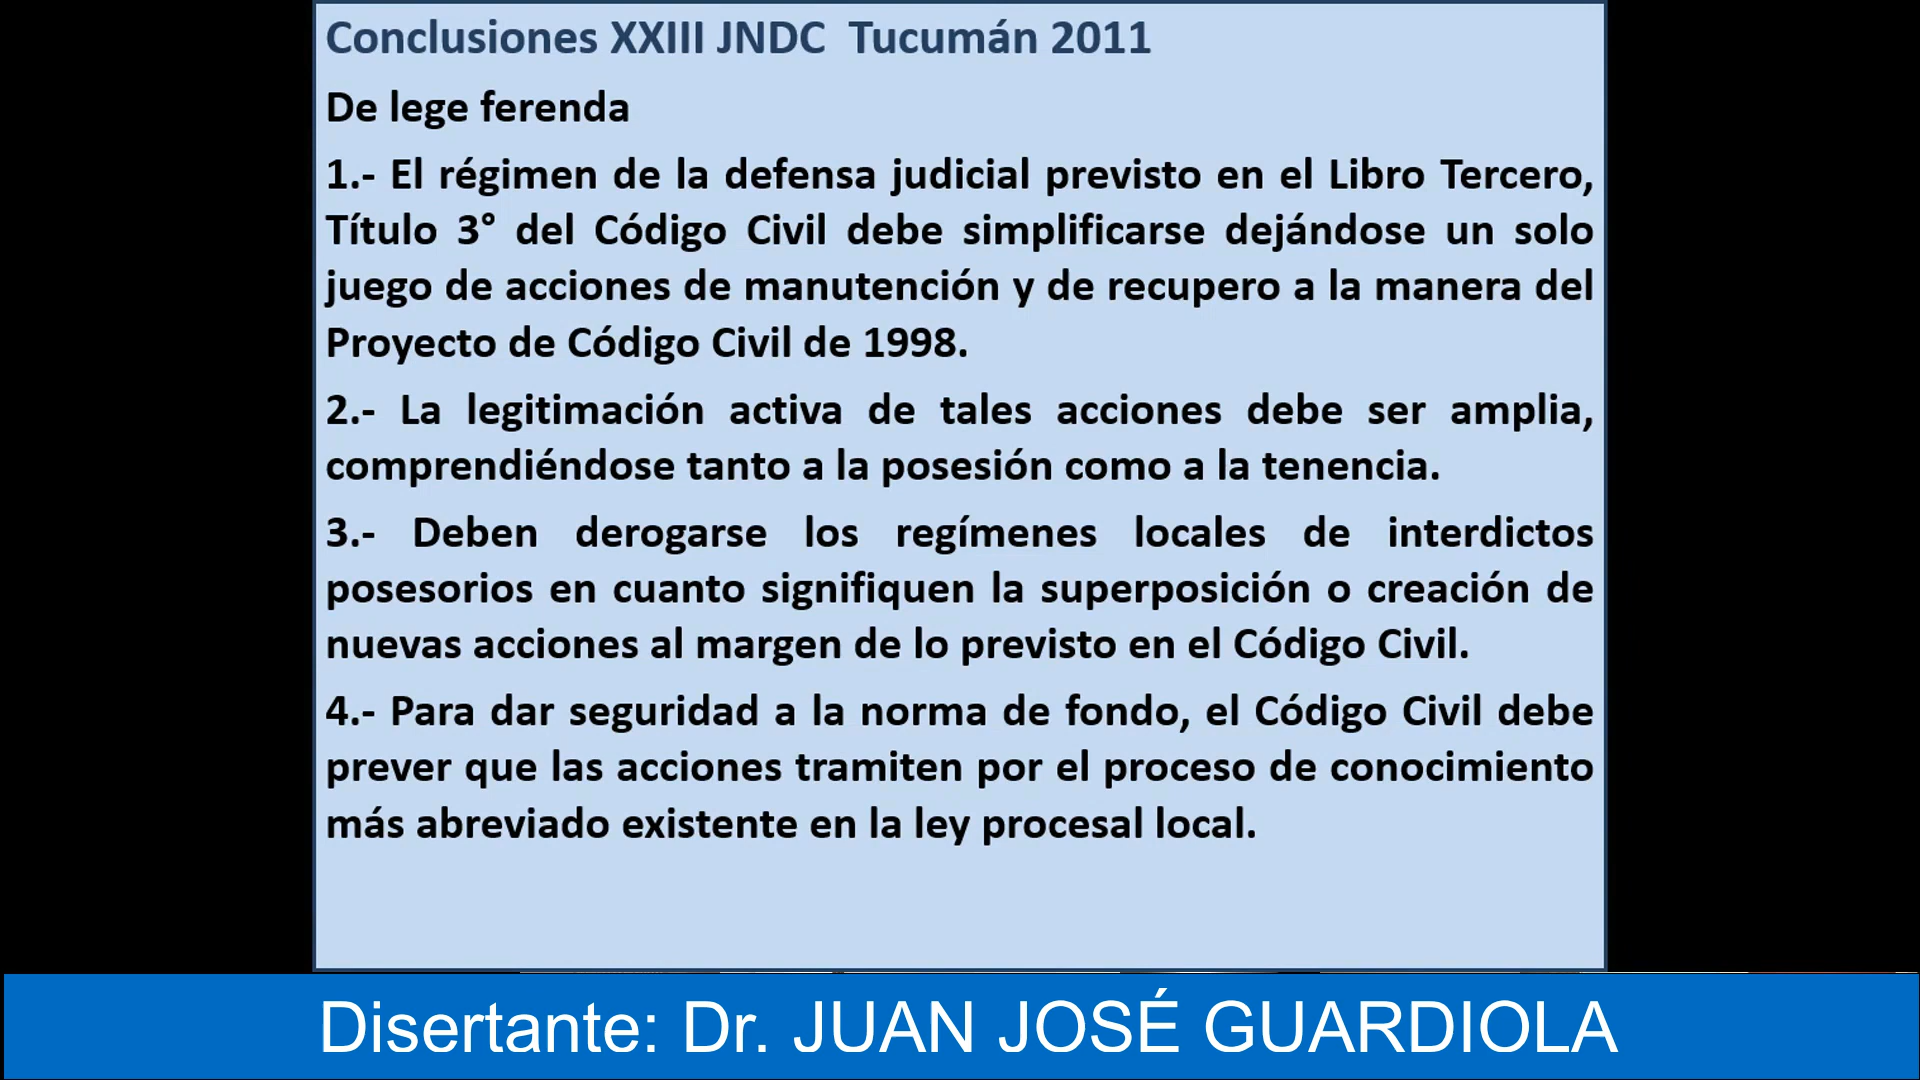 Conclusiones XXIII JNDC Tucumán 2011
De lege ferenda
1.- El régimen de la defensa judicial previsto en el Libro Tercero,
Título 3° del Código Civil debe simplificarse dejándose un solo
juego de acciones de manutención y de recupero a la manera del
Proyecto de Código Civil de 1998.
2.- La legitimación activa de tales acciones debe ser amplia,
comprendiéndose tanto a la posesión como a la tenencia.
3.- Deben derogarse los regímenes locales de interdictos
posesorios en cuanto signifiquen la superposición o creación de
nuevas acciones al margen de lo previsto en el Código Civil.
4.- Para dar seguridad a la norma de fondo, el Código Civil debe
prever que las acciones tramiten por el proceso de conocimiento
más abreviado existente en la ley procesal local.
Disertante: Dr. JUAN JOSÉ GUARDIOLA